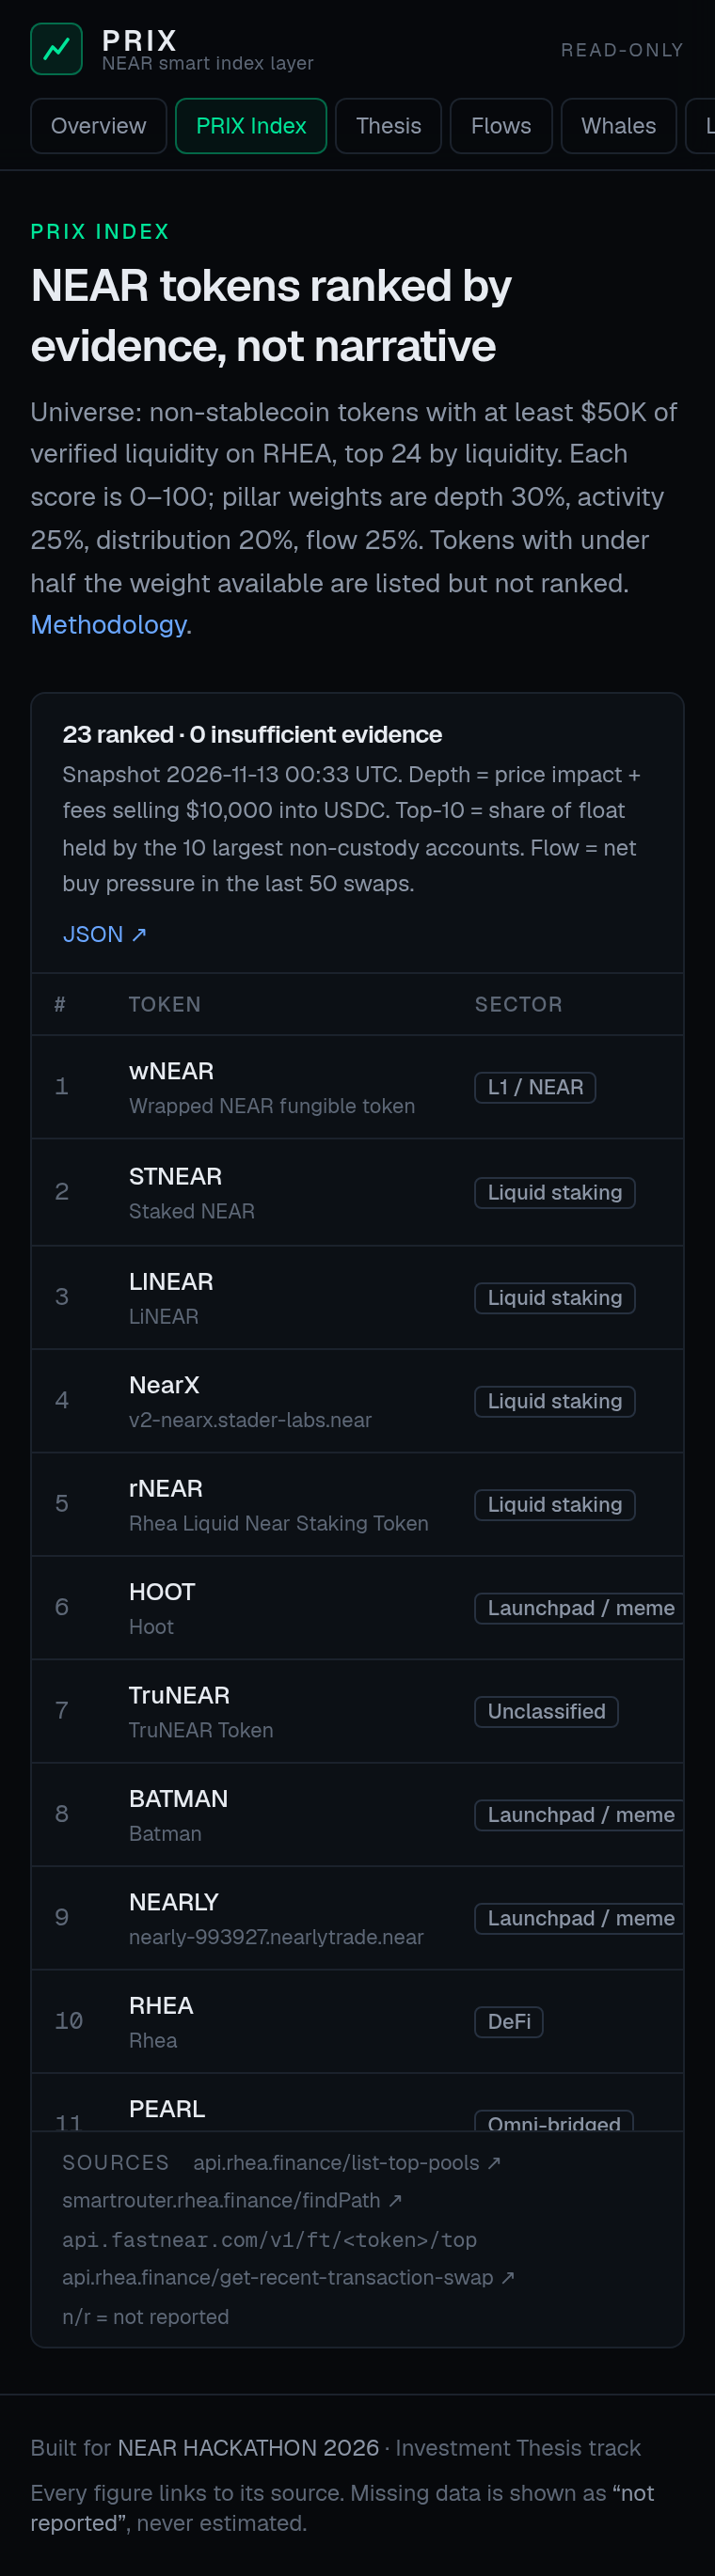 PRIX
NEAR smart index layer
READ-ONLY
Overview
PRIX Index
Thesis
Flows
Whales
L
PRIX INDEX
NEAR tokens ranked by
evidence, not narrative
Universe: non-stablecoin tokens with at least $50K of
verified liquidity on RHEA, top 24 by liquidity. Each
score is 0–100; pillar weights are depth 30%, activity
25%, distribution 20%, flow 25%. Tokens with under
half the weight available are listed but not ranked.
Methodology.
23 ranked · 0 insufficient evidence
Snapshot 2026-11-13 00:33 UTC. Depth = price impact +
fees selling $10,000 into USDC. Top-10 = share of float
held by the 10 largest non-custody accounts. Flow = net
buy pressure in the last 50 swaps.
JSON ↗
# TOKEN SECTOR
1 wNEAR L1 / NEAR
Wrapped NEAR fungible token
2 STNEAR Liquid staking
Staked NEAR
3 LINEAR Liquid staking
LiNEAR
4 NearX Liquid staking
v2-nearx.stader-labs.near
5 rNEAR Liquid staking
Rhea Liquid Near Staking Token
6 HOOT Launchpad / meme
Hoot
7 TruNEAR Unclassified
TruNEAR Token
8 BATMAN Launchpad / meme
Batman
9 NEARLY Launchpad / meme
nearly-993927.nearlytrade.near
10 RHEA DeFi
Rhea
11 PEARL Omni-bridged
SOURCES api.rhea.finance/list-top-pools ↗
smartrouter.rhea.finance/findPath ↗
api.fastnear.com/v1/ft/<token>/top
api.rhea.finance/get-recent-transaction-swap ↗
n/r = not reported
Built for NEAR HACKATHON 2026 · Investment Thesis track
Every figure links to its source. Missing data is shown as “not
reported”, never estimated.